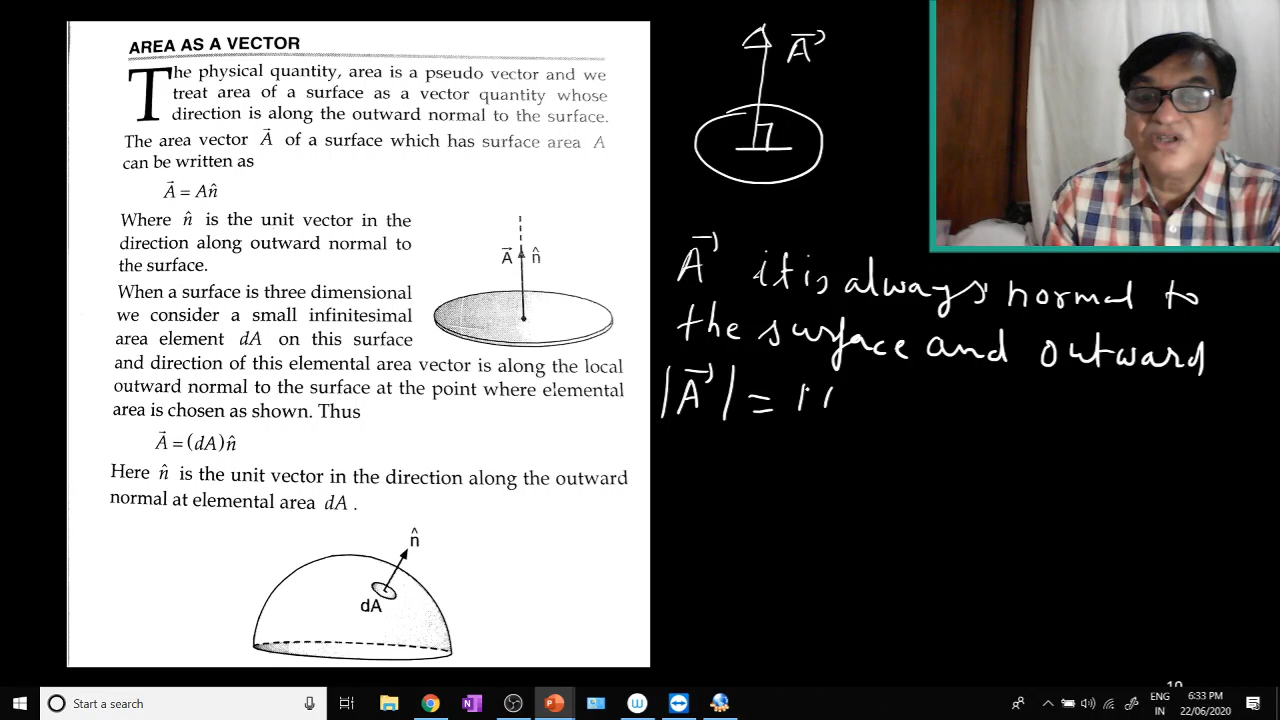 AREA AS A VECTOR
The physical quantity, area is a pseudo vector and we
treat area of a surface as a vector quantity whose
direction is along the outward normal to the surface.
The area vector A⃗ of a surface which has surface area A
can be written as
A⃗ = An̂
Where n̂ is the unit vector in the
direction along outward normal to
the surface.
A⃗ n̂
When a surface is three dimensional
we consider a small infinitesimal
area element dA on this surface
and direction of this elemental area vector is along the local
outward normal to the surface at the point where elemental
area is chosen as shown. Thus
A⃗ = (dA)n̂
Here n̂ is the unit vector in the direction along the outward
normal at elemental area dA .
n̂
dA
A⃗
A⃗ it is always normal to
the surface and outward
|A⃗| =
Start a search
ENG
IN
6:33 PM
22/06/2020